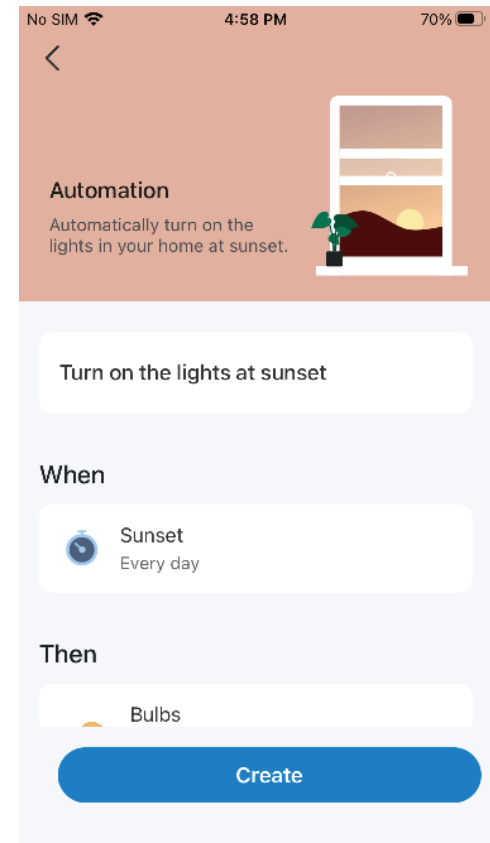 No SIM 4:58 PM 70%
Automation
Automatically turn on the
lights in your home at sunset.
Turn on the lights at sunset
When
Sunset
Every day
Then
Bulbs
Create